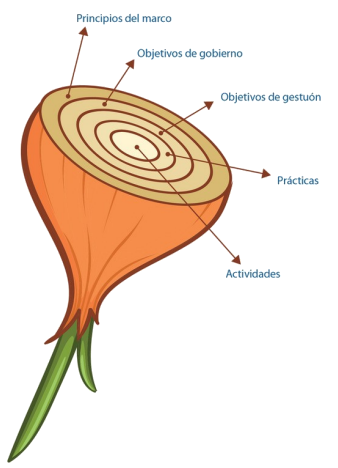 Principios del marco
Objetivos de gobierno
Objetivos de gestuón
Prácticas
Actividades